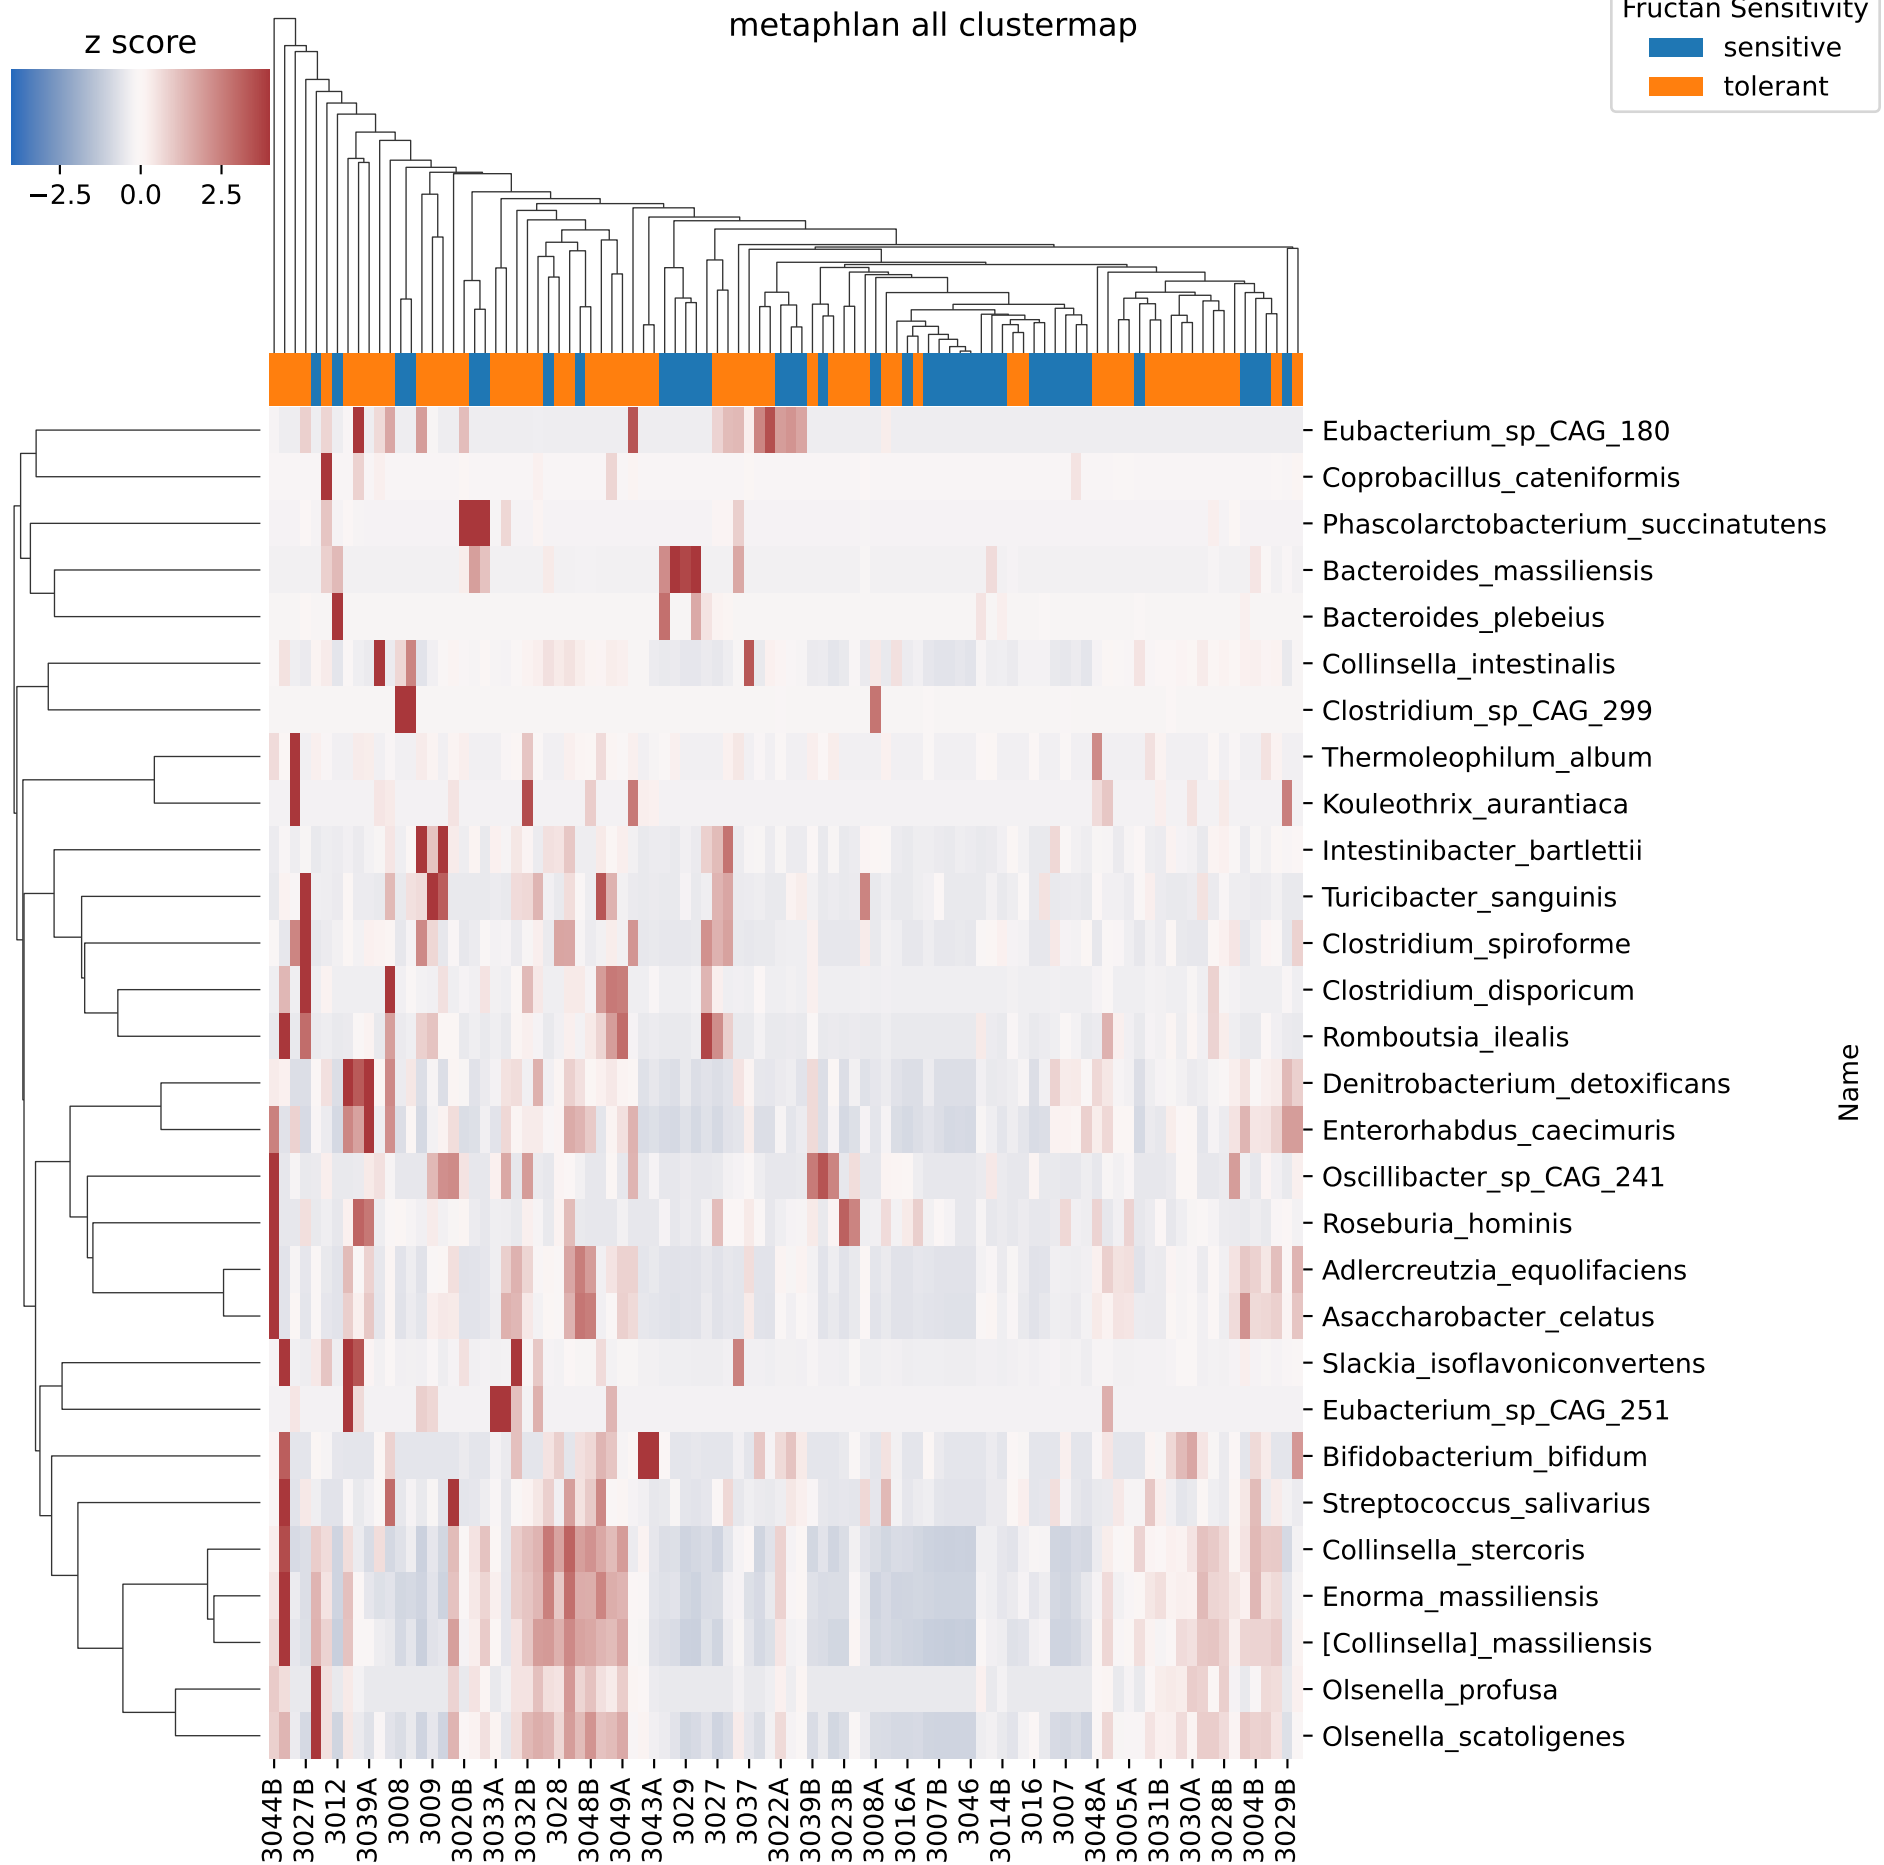 metaphlan all clustermap
z score
−2.5 0.0 2.5
Fructan Sensitivity
sensitive
tolerant
Eubacterium_sp_CAG_180
Coprobacillus_cateniformis
Phascolarctobacterium_succinatutens
Bacteroides_massiliensis
Bacteroides_plebeius
Collinsella_intestinalis
Clostridium_sp_CAG_299
Thermoleophilum_album
Kouleothrix_aurantiaca
Intestinibacter_bartlettii
Turicibacter_sanguinis
Clostridium_spiroforme
Clostridium_disporicum
Romboutsia_ilealis
Denitrobacterium_detoxificans
Enterorhabdus_caecimuris
Oscillibacter_sp_CAG_241
Roseburia_hominis
Adlercreutzia_equolifaciens
Asaccharobacter_celatus
Slackia_isoflavoniconvertens
Eubacterium_sp_CAG_251
Bifidobacterium_bifidum
Streptococcus_salivarius
Collinsella_stercoris
Enorma_massiliensis
[Collinsella]_massiliensis
Olsenella_profusa
Olsenella_scatoligenes
Name
3044B
3027B
3012
3039A
3008
3009
3020B
3033A
3032B
3028
3048B
3049A
3043A
3029
3027
3037
3022A
3039B
3023B
3008A
3016A
3007B
3046
3014B
3016
3007
3048A
3005A
3031B
3030A
3028B
3004B
3029B